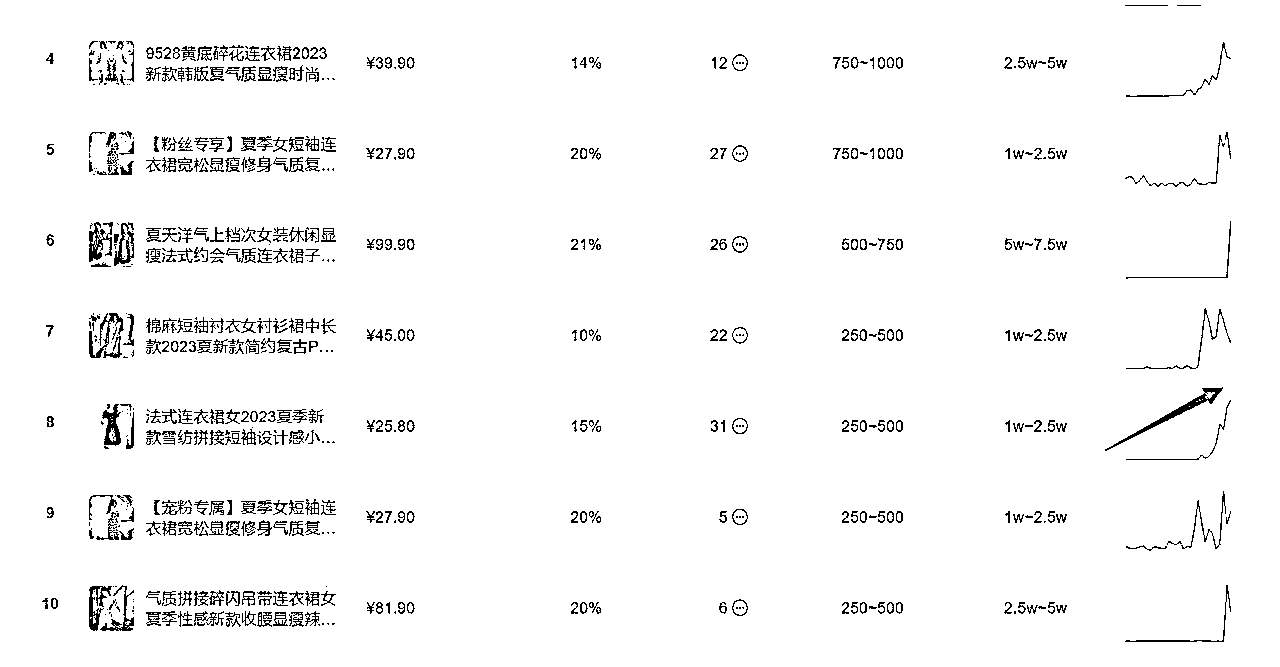 4
9528黄底碎花连衣裙2023
新款韩版夏气质显瘦时尚...
¥39.90
14%
12
750~1000
2.5w~5w
5
【粉丝专享】夏季女短袖连
衣裙宽松显瘦修身气质复...
¥27.90
20%
27
750~1000
1w~2.5w
6
夏天洋气上档次女装休闲显
瘦法式约会气质连衣裙子...
¥99.90
21%
26
500~750
5w~7.5w
7
棉麻短袖衬衣女衬衫裙中长
款2023夏新款简约复古P...
¥45.00
10%
22
250~500
1w~2.5w
8
法式连衣裙女2023夏季新
款雪纺拼接短袖设计感小...
¥25.80
15%
31
250~500
1w~2.5w
9
【宠粉专属】夏季女短袖连
衣裙宽松显瘦修身气质复...
¥27.90
20%
5
250~500
1w~2.5w
10
气质拼接碎闪吊带连衣裙女
夏季性感新款收腰显瘦辣...
¥81.90
20%
6
250~500
2.5w~5w